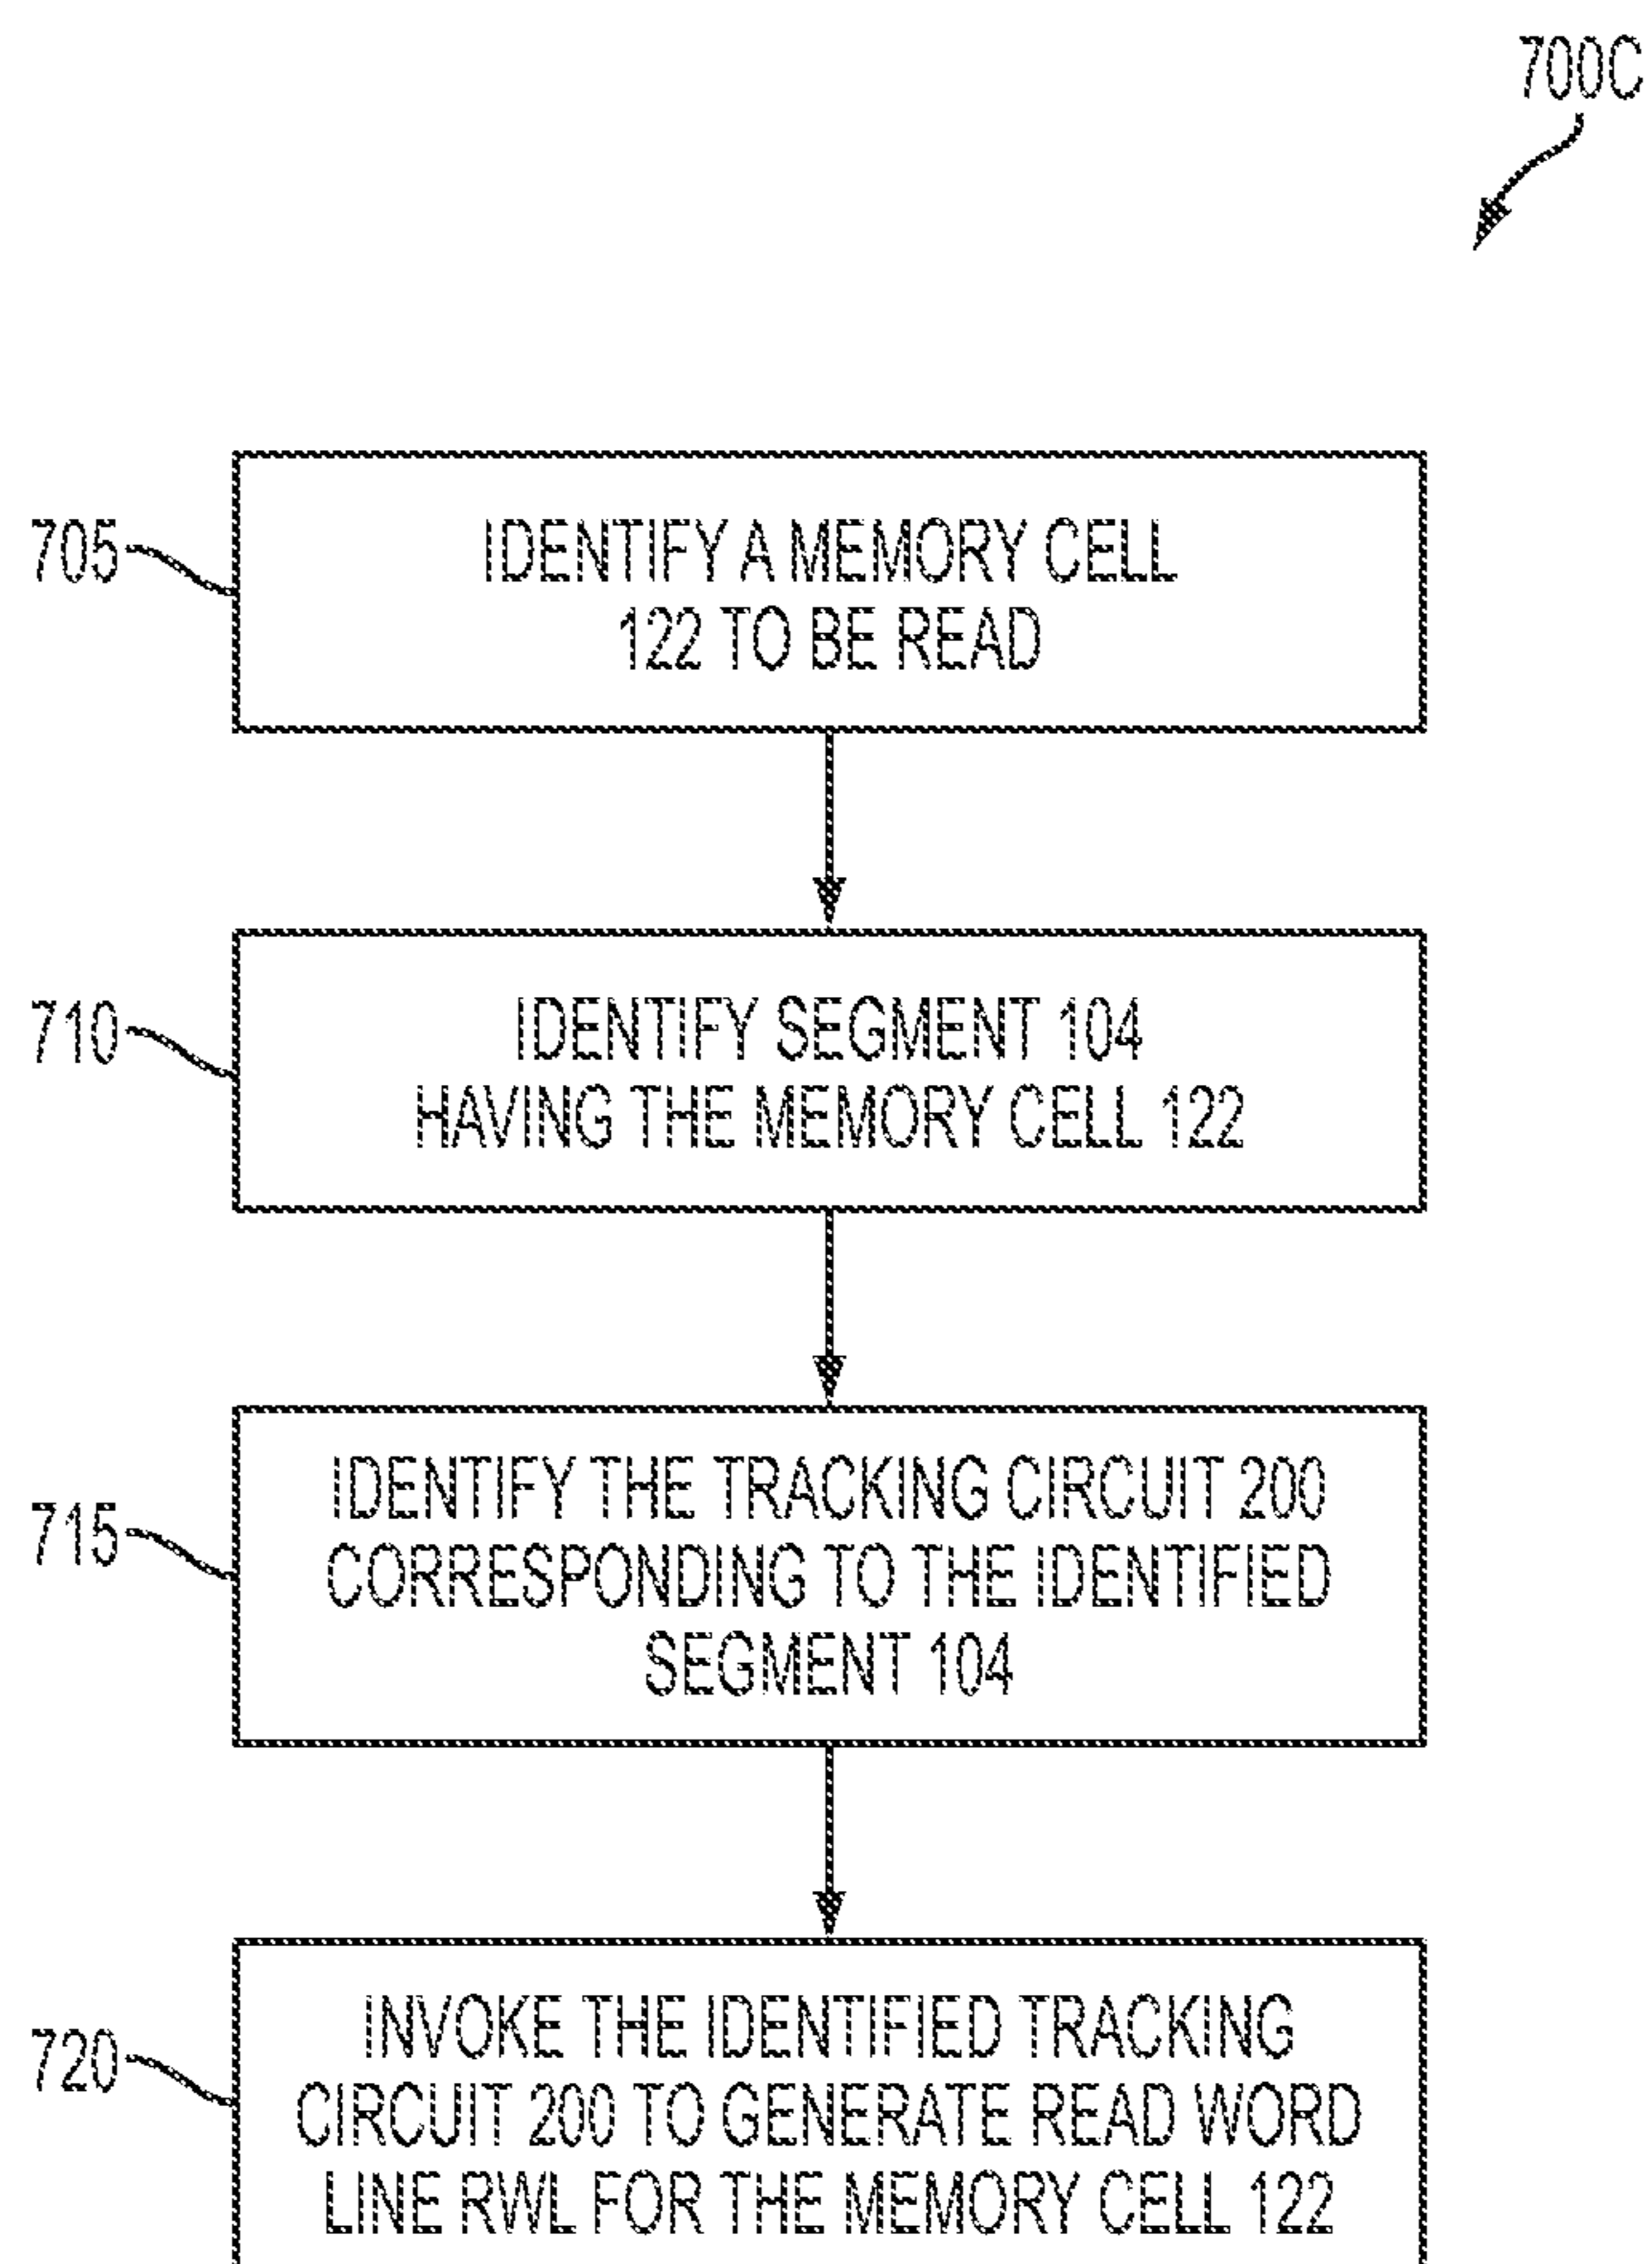 700C
705
IDENTIFY A MEMORY CELL
122 TO BE READ
710
IDENTIFY SEGMENT 104
HAVING THE MEMORY CELL 122
715
IDENTIFY THE TRACKING CIRCUIT 200
CORRESPONDING TO THE IDENTIFIED
SEGMENT 104
720
INVOKE THE IDENTIFIED TRACKING
CIRCUIT 200 TO GENERATE READ WORD
LINE RWL FOR THE MEMORY CELL 122